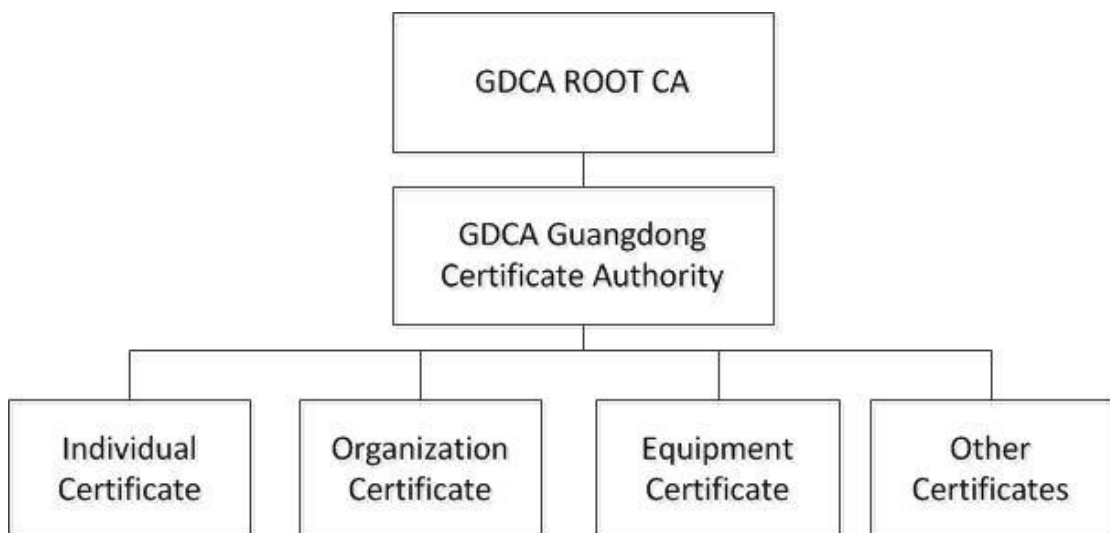 GDCA ROOT CA
GDCA Guangdong
Certificate Authority
Individual
Certificate
Organization
Certificate
Equipment
Certificate
Other
Certificates